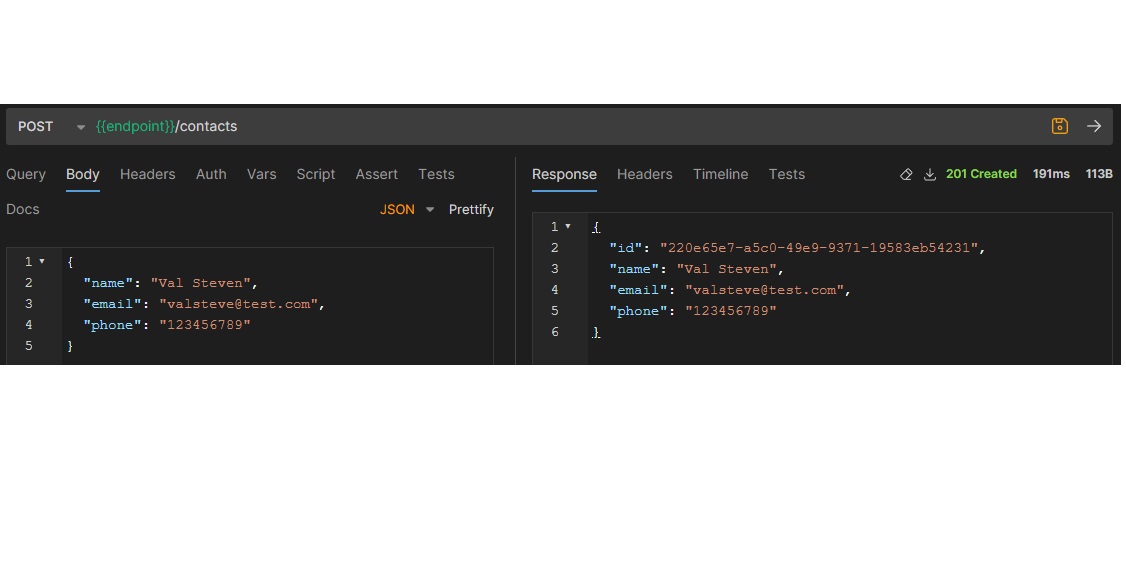 POST {{endpoint}}/contacts
Query Body Headers Auth Vars Script Assert Tests
Docs JSON Prettify
1 {
2 "name": "Val Steven",
3 "email": "valsteve@test.com",
4 "phone": "123456789"
5 }
Response Headers Timeline Tests 201 Created 191ms 113B
1 {
2 "id": "220e65e7-a5c0-49e9-9371-19583eb54231",
3 "name": "Val Steven",
4 "email": "valsteve@test.com",
5 "phone": "123456789"
6 }